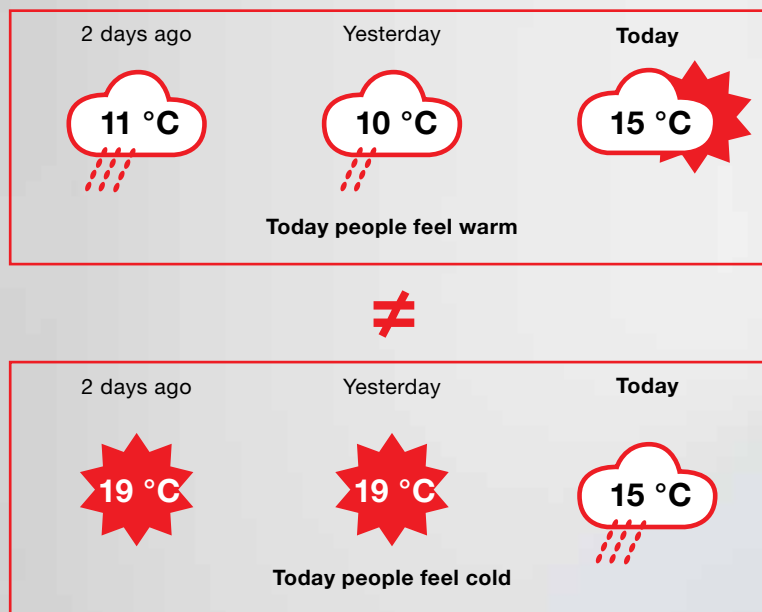 2 days ago Yesterday Today
11 °C 10 °C 15 °C
Today people feel warm
≠
2 days ago Yesterday Today
19 °C 19 °C 15 °C
Today people feel cold